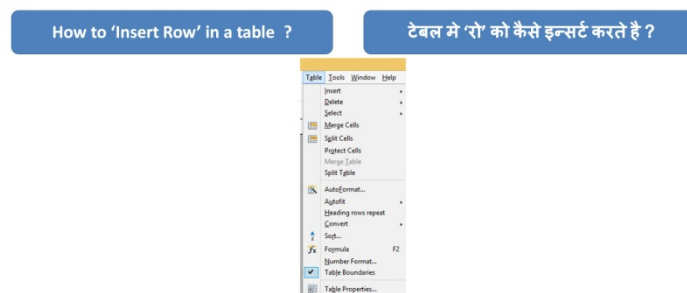 How to ‘Insert Row’ in a table ?
टेबल मे ‘रो’ को कैसे इन्सर्ट करते है ?
Table Tools Window Help
Insert
Delete
Select
Merge Cells
Split Cells
Protect Cells
Merge Table
Split Table
AutoFormat...
Autofit
Heading rows repeat
Convert
Sort...
Formula F2
Number Format...
Table Boundaries
Table Properties...